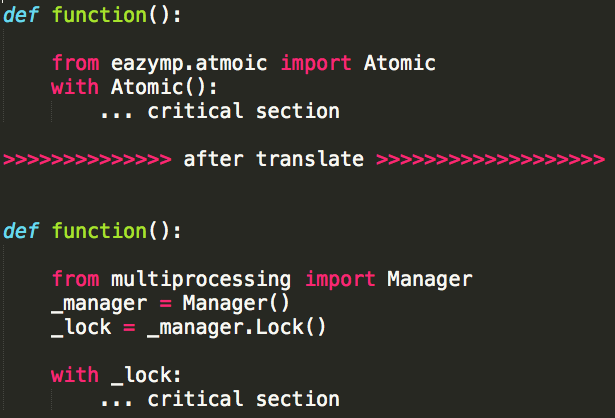 def function():
    from eazymp.atmoic import Atomic
    with Atomic():
        ... critical section
>>>>>>>>>>>>>> after translate >>>>>>>>>>>>>>>>>>>
def function():
    from multiprocessing import Manager
    _manager = Manager()
    _lock = _manager.Lock()
    with _lock:
        ... critical section